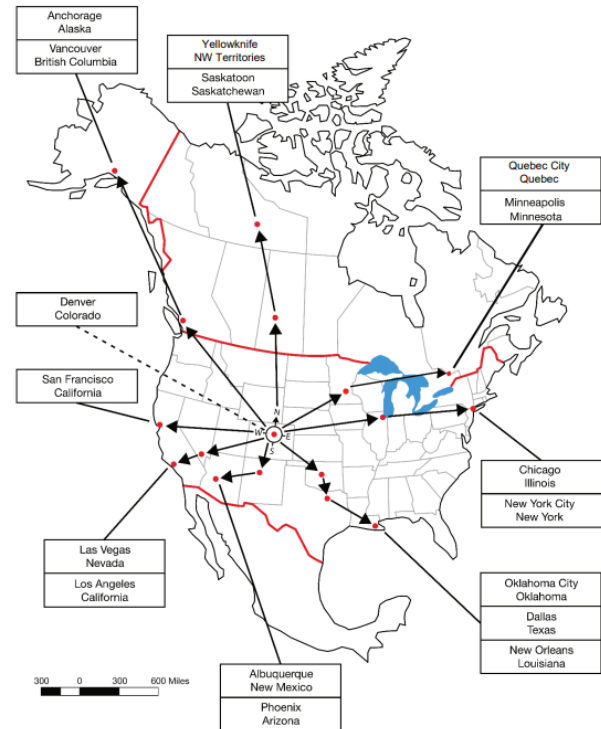 Anchorage
Alaska
Vancouver
British Columbia
Yellowknife
NW Territories
Saskatoon
Saskatchewan
Quebec City
Quebec
Minneapolis
Minnesota
Denver
Colorado
San Francisco
California
N
W
E
S
Chicago
Illinois
New York City
New York
Las Vegas
Nevada
Los Angeles
California
Oklahoma City
Oklahoma
Dallas
Texas
New Orleans
Louisiana
Albuquerque
New Mexico
Phoenix
Arizona
300 0 300 600 Miles